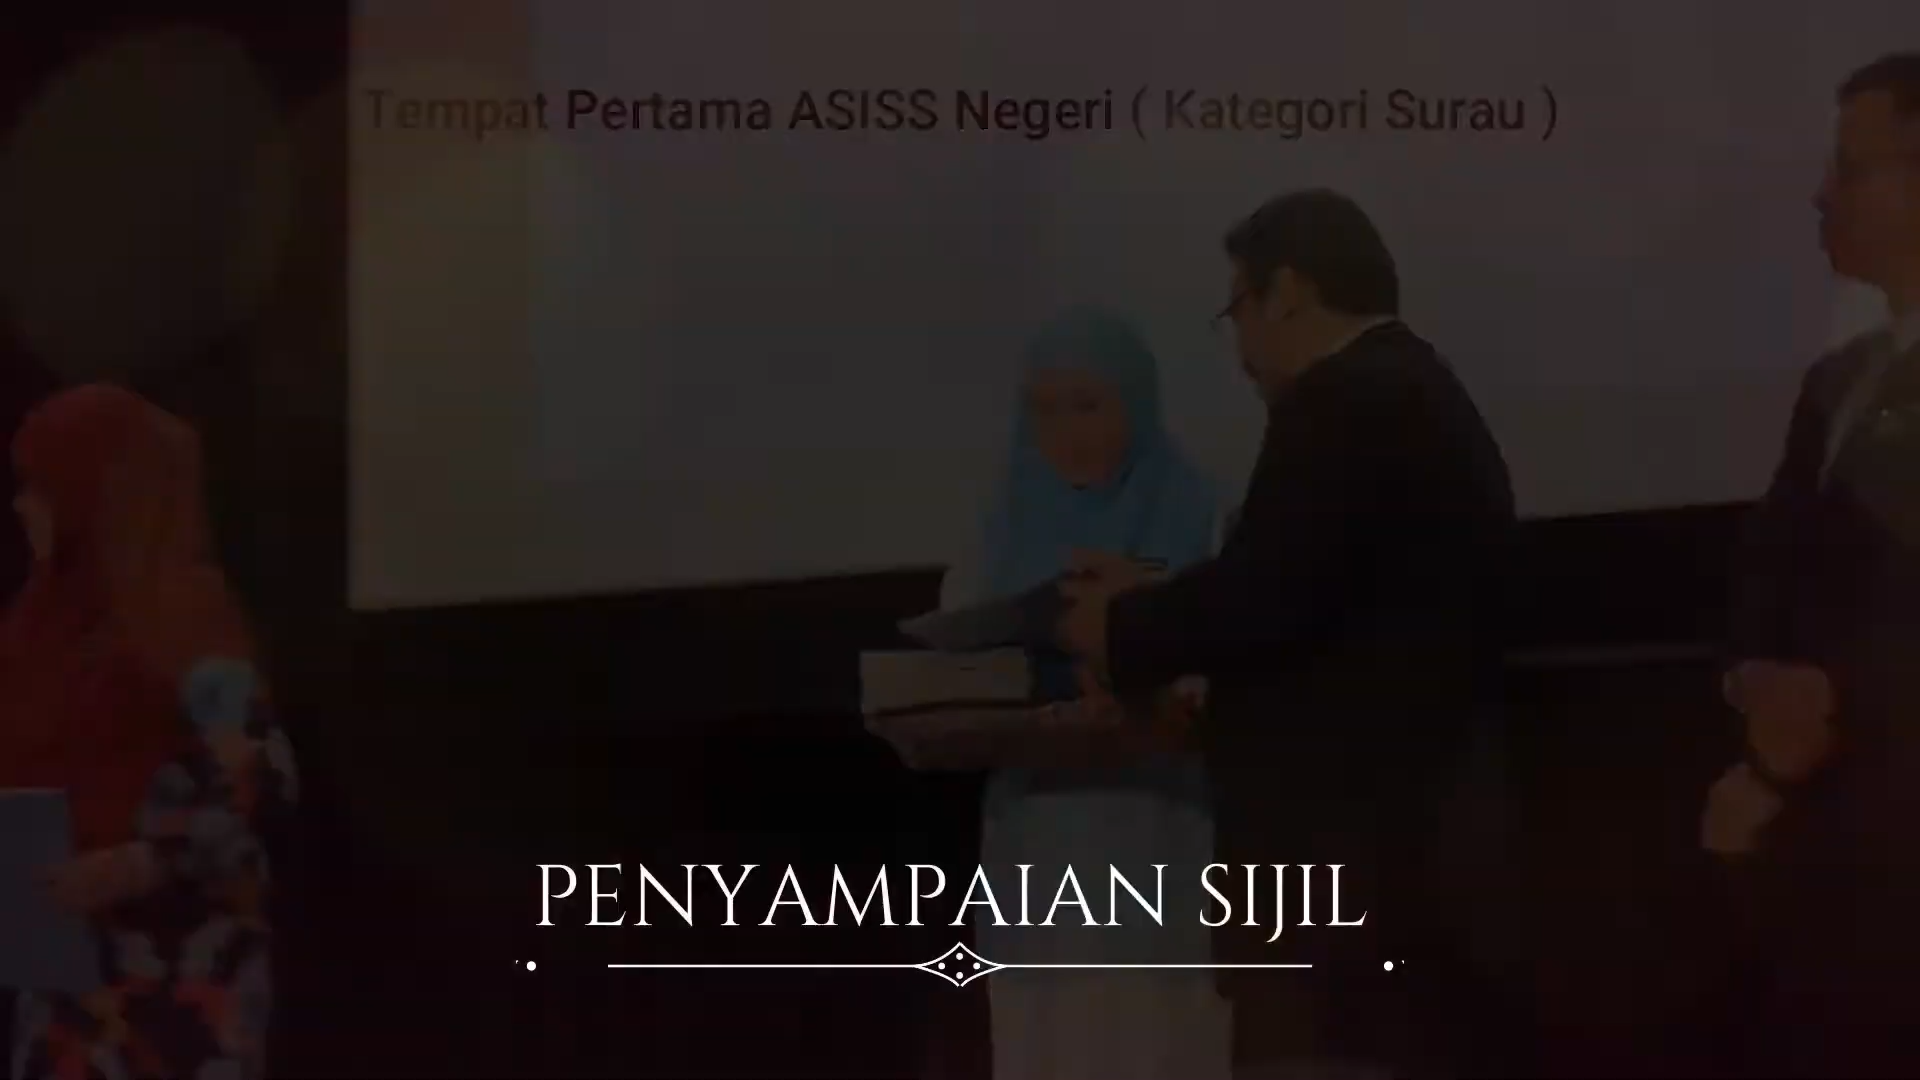 Tempat Pertama ASISS Negeri ( Kategori Surau )
PENYAMPAIAN SIJIL